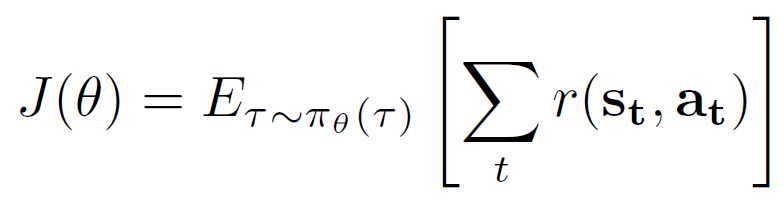 J(θ) = E_{τ∼π_θ(τ)} [∑_t r(𝐬_𝐭, 𝐚_𝐭)]